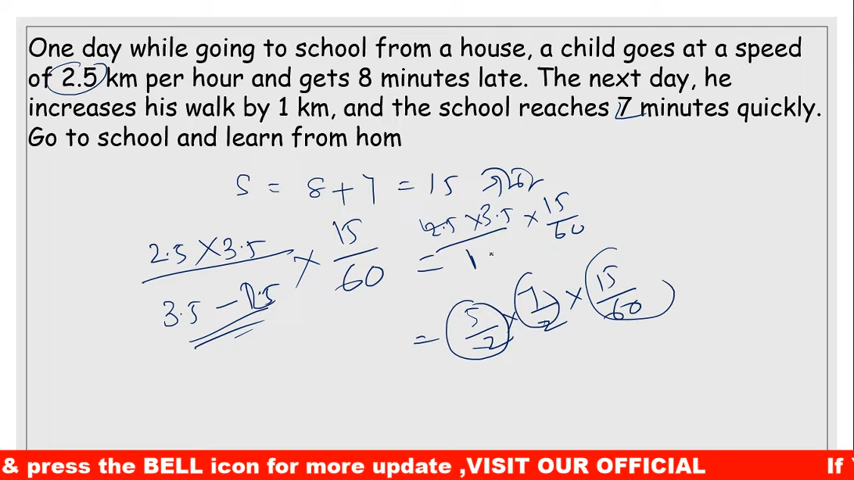 One day while going to school from a house, a child goes at a speed
of 2.5 km per hour and gets 8 minutes late. The next day, he
increases his walk by 1 km, and the school reaches 7 minutes quickly.
Go to school and learn from hom
S = 8 + 7 = 15
2.5 × 3.5 / 3.5 - 2.5 × 15/60 = 2.5 × 3.5 / 1 × 15/60
= 5/2 × 7/2 × 15/60
& press the BELL icon for more update ,VISIT OUR OFFICIAL If Y